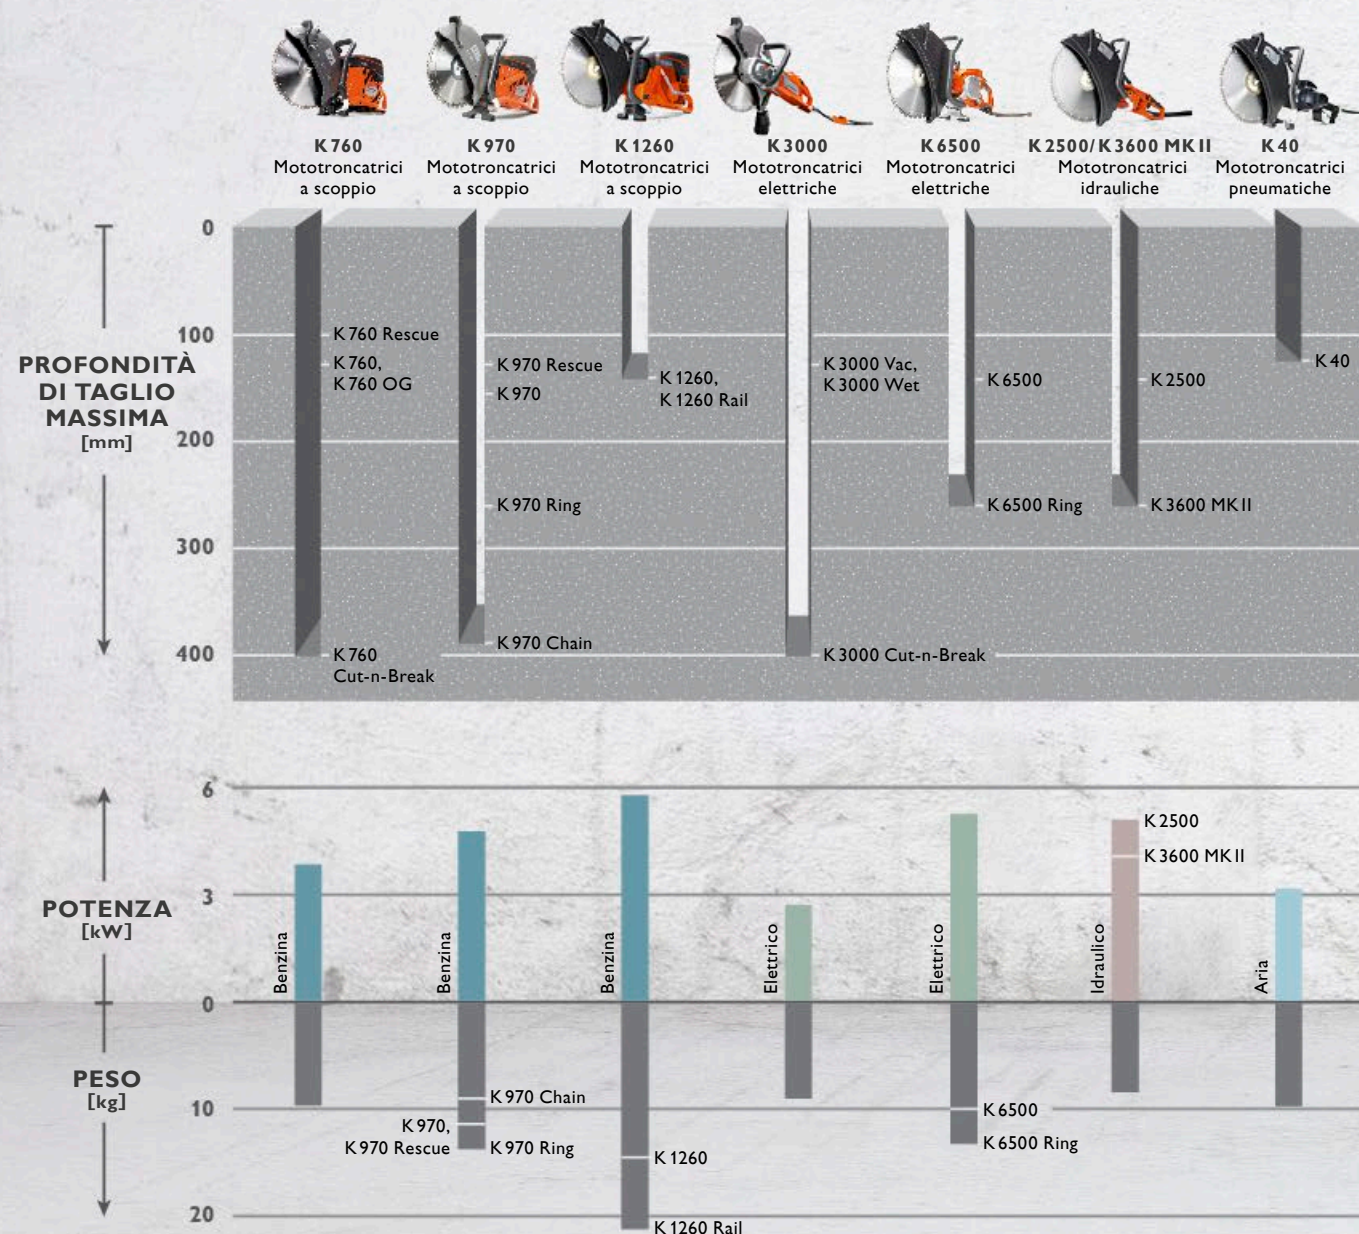 K 760
Mototroncatrici
a scoppio
K 970
Mototroncatrici
a scoppio
K 1260
Mototroncatrici
a scoppio
K 3000
Mototroncatrici
elettriche
K 6500
Mototroncatrici
elettriche
K 2500/K 3600 MK II
Mototroncatrici
idrauliche
K 40
Mototroncatrici
pneumatiche
PROFONDITÀ
DI TAGLIO
MASSIMA
[mm]
0
100
200
300
400
K 760 Rescue
K 760,
K 760 OG
K 760
Cut-n-Break
K 970 Rescue
K 970
K 970 Ring
K 970 Chain
K 1260,
K 1260 Rail
K 3000 Vac,
K 3000 Wet
K 3000 Cut-n-Break
K 6500
K 6500 Ring
K 2500
K 3600 MK II
K 40
POTENZA
[kW]
6
3
0
Benzina
Benzina
Benzina
Elettrico
Elettrico
Idraulico
Aria
K 2500
K 3600 MK II
PESO
[kg]
10
20
K 970 Chain
K 970,
K 970 Rescue
K 970 Ring
K 1260
K 1260 Rail
K 6500
K 6500 Ring